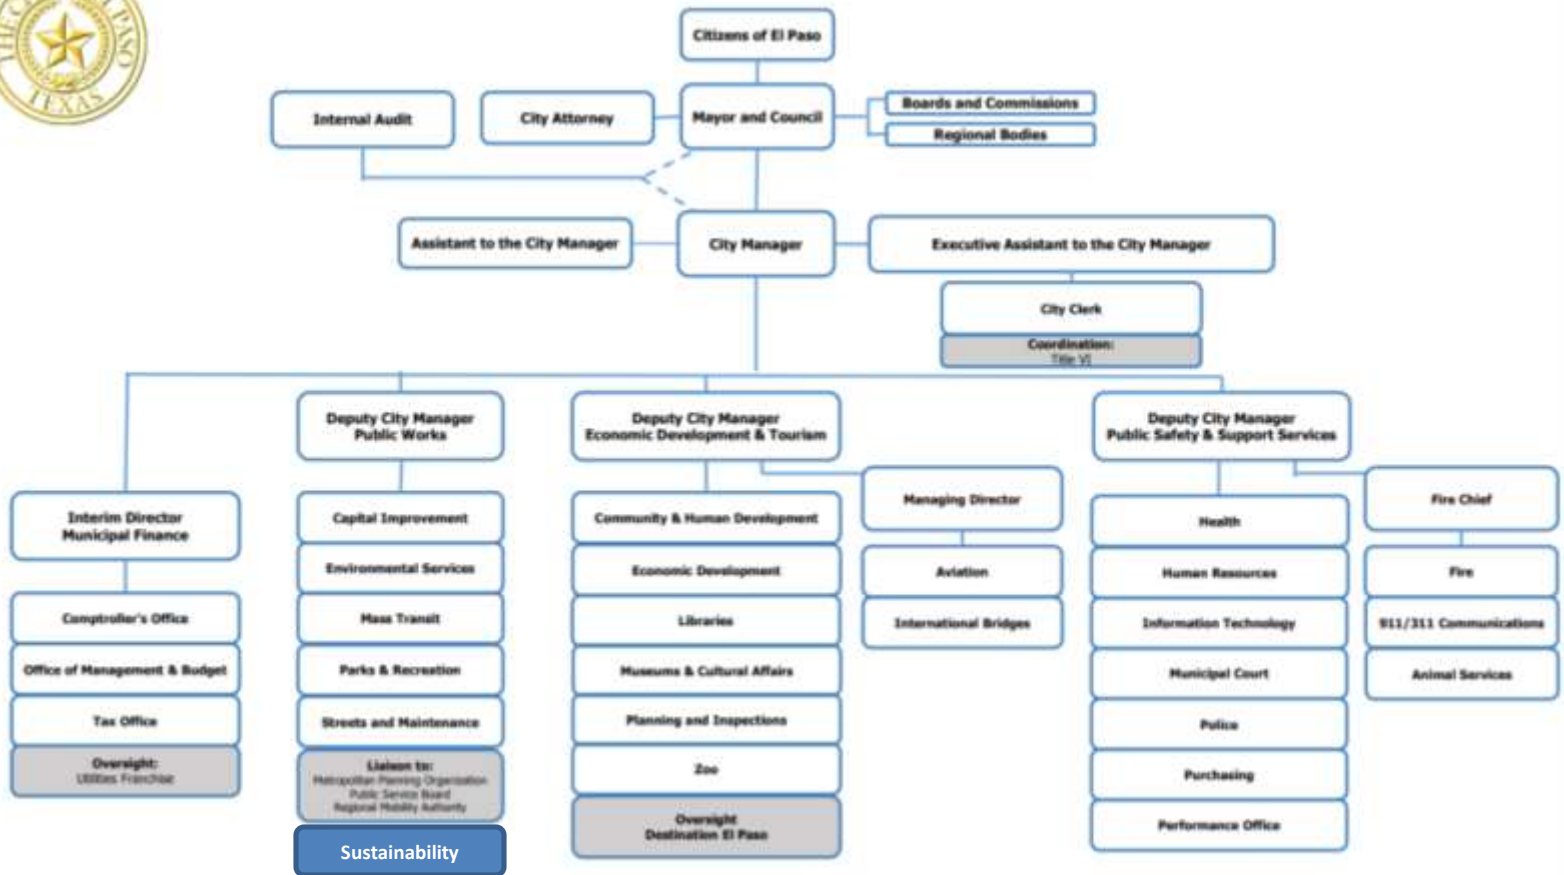 THE C
EL PASO
TEXAS
Citizens of El Paso
Internal Audit
City Attorney
Mayor and Council
Boards and Commissions
Regional Bodies
Assistant to the City Manager
City Manager
Executive Assistant to the City Manager
City Clerk
Coordination:
Title VI
Deputy City Manager
Public Works
Deputy City Manager
Economic Development & Tourism
Deputy City Manager
Public Safety & Support Services
Interim Director
Municipal Finance
Comptroller's Office
Office of Management & Budget
Tax Office
Oversight:
Utilities Franchise
Capital Improvement
Environmental Services
Mass Transit
Parks & Recreation
Streets and Maintenance
Liaison to:
Metropolitan Planning Organization
Public Service Board
Regional Mobility Authority
Sustainability
Community & Human Development
Economic Development
Libraries
Museums & Cultural Affairs
Planning and Inspections
Zoo
Oversight
Destination El Paso
Managing Director
Aviation
International Bridges
Health
Human Resources
Information Technology
Municipal Court
Police
Purchasing
Performance Office
Fire Chief
Fire
911/311 Communications
Animal Services